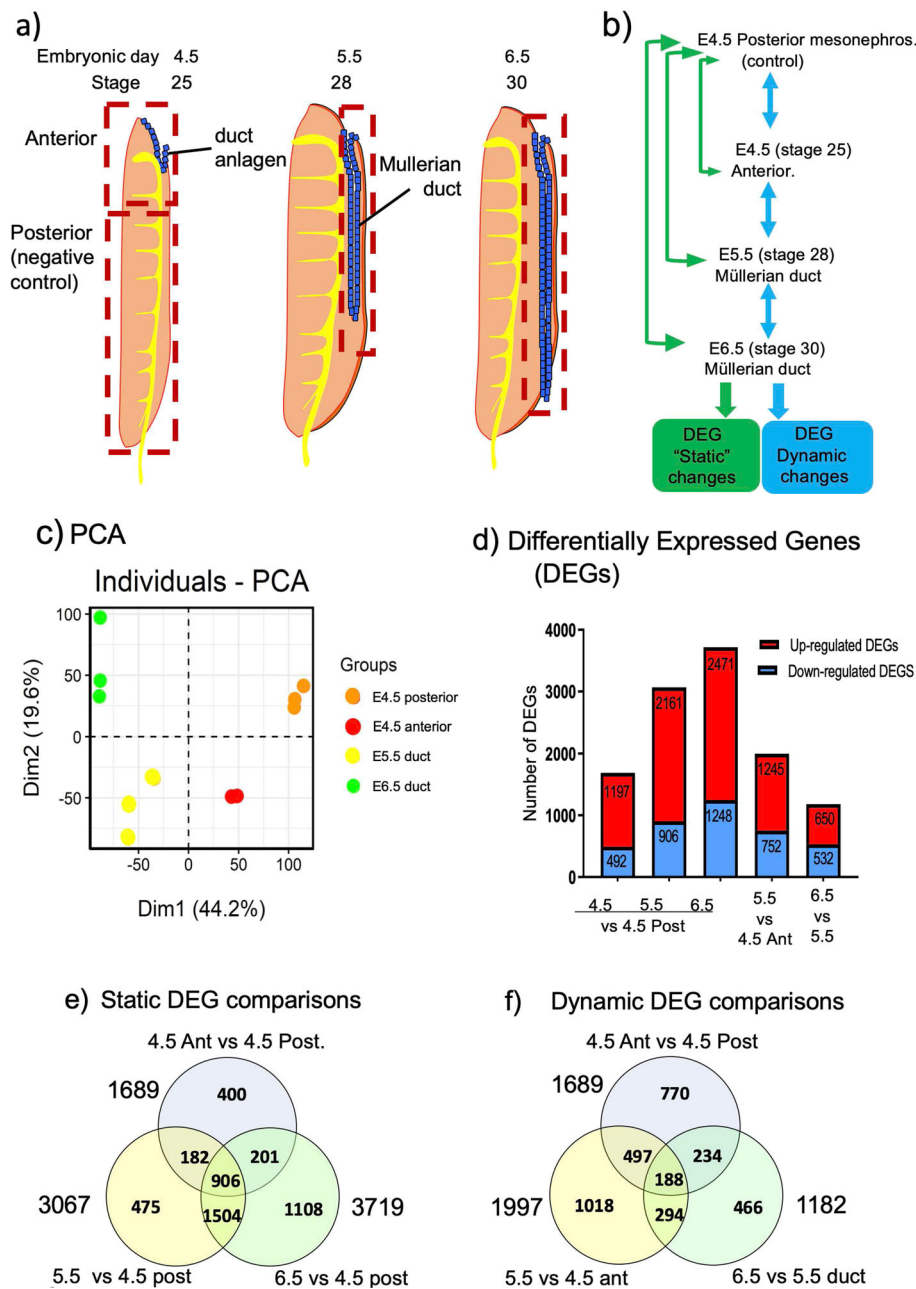 a)
Embryonic day 4.5 5.5 6.5
Stage 25 28 30
Anterior
duct
anlagen
Mullerian
duct
Posterior
(negative
control)
b)
E4.5 Posterior mesonephros.
(control)
E4.5 (stage 25)
Anterior.
E5.5 (stage 28)
Müllerian duct
E6.5 (stage 30)
Müllerian duct
DEG
"Static"
changes
DEG
Dynamic
changes
c) PCA
Individuals - PCA
100
50
0
-50
Dim2 (19.6%)
-50 0 50 100
Dim1 (44.2%)
Groups
E4.5 posterior
E4.5 anterior
E5.5 duct
E6.5 duct
d) Differentially Expressed Genes
(DEGs)
4000
3000
2000
1000
0
Number of DEGs
Up-regulated DEGs
Down-regulated DEGS
1197
492
2161
906
2471
1248
1245
752
650
532
4.5 5.5 6.5
vs 4.5 Post
5.5
vs
4.5 Ant
6.5
vs
5.5
e) Static DEG comparisons
4.5 Ant vs 4.5 Post.
1689
400
182
201
906
3067
475
1504
1108
3719
5.5 vs 4.5 post
6.5 vs 4.5 post
f) Dynamic DEG comparisons
4.5 Ant vs 4.5 Post
1689
770
497
234
188
1997
1018
294
466
1182
5.5 vs 4.5 ant
6.5 vs 5.5 duct